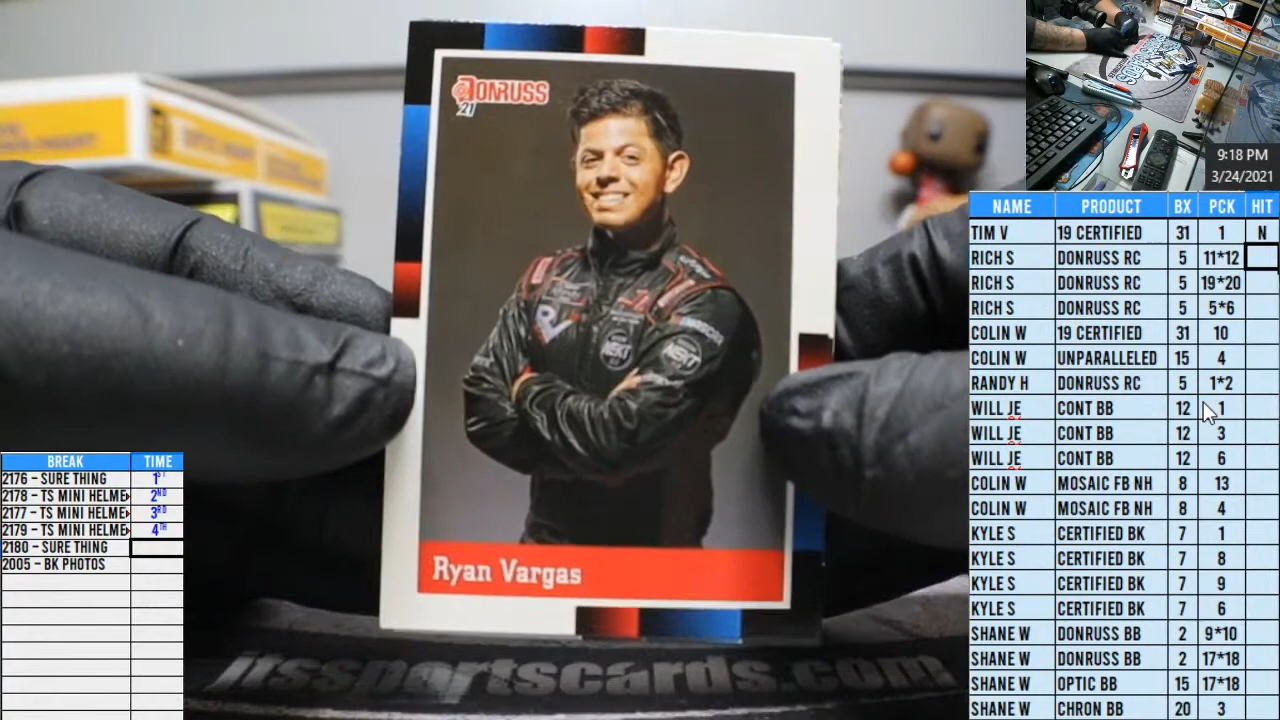 DONRUSS
21
NEXT
NEXT
Ryan Vargas
itssportscards.com
9:18 PM
3/24/2021
NAME PRODUCT BX PCK HIT
TIM V 19 CERTIFIED 31 1 N
RICH S DONRUSS RC 5 11*12
RICH S DONRUSS RC 5 19*20
RICH S DONRUSS RC 5 5*6
COLIN W 19 CERTIFIED 31 10
COLIN W UNPARALLELED 15 4
RANDY H DONRUSS RC 5 1*2
WILL JE CONT BB 12 1
WILL JE CONT BB 12 3
WILL JE CONT BB 12 6
COLIN W MOSAIC FB NH 8 13
COLIN W MOSAIC FB NH 8 4
KYLE S CERTIFIED BK 7 1
KYLE S CERTIFIED BK 7 8
KYLE S CERTIFIED BK 7 9
KYLE S CERTIFIED BK 7 6
SHANE W DONRUSS BB 2 9*10
SHANE W DONRUSS BB 2 17*18
SHANE W OPTIC BB 15 17*18
SHANE W CHRON BB 20 3
BREAK TIME
2176 – SURE THING 1ST
2178 – TS MINI HELME 2ND
2177 – TS MINI HELME 3RD
2179 – TS MINI HELME 4TH
2180 – SURE THING
2005 – BK PHOTOS